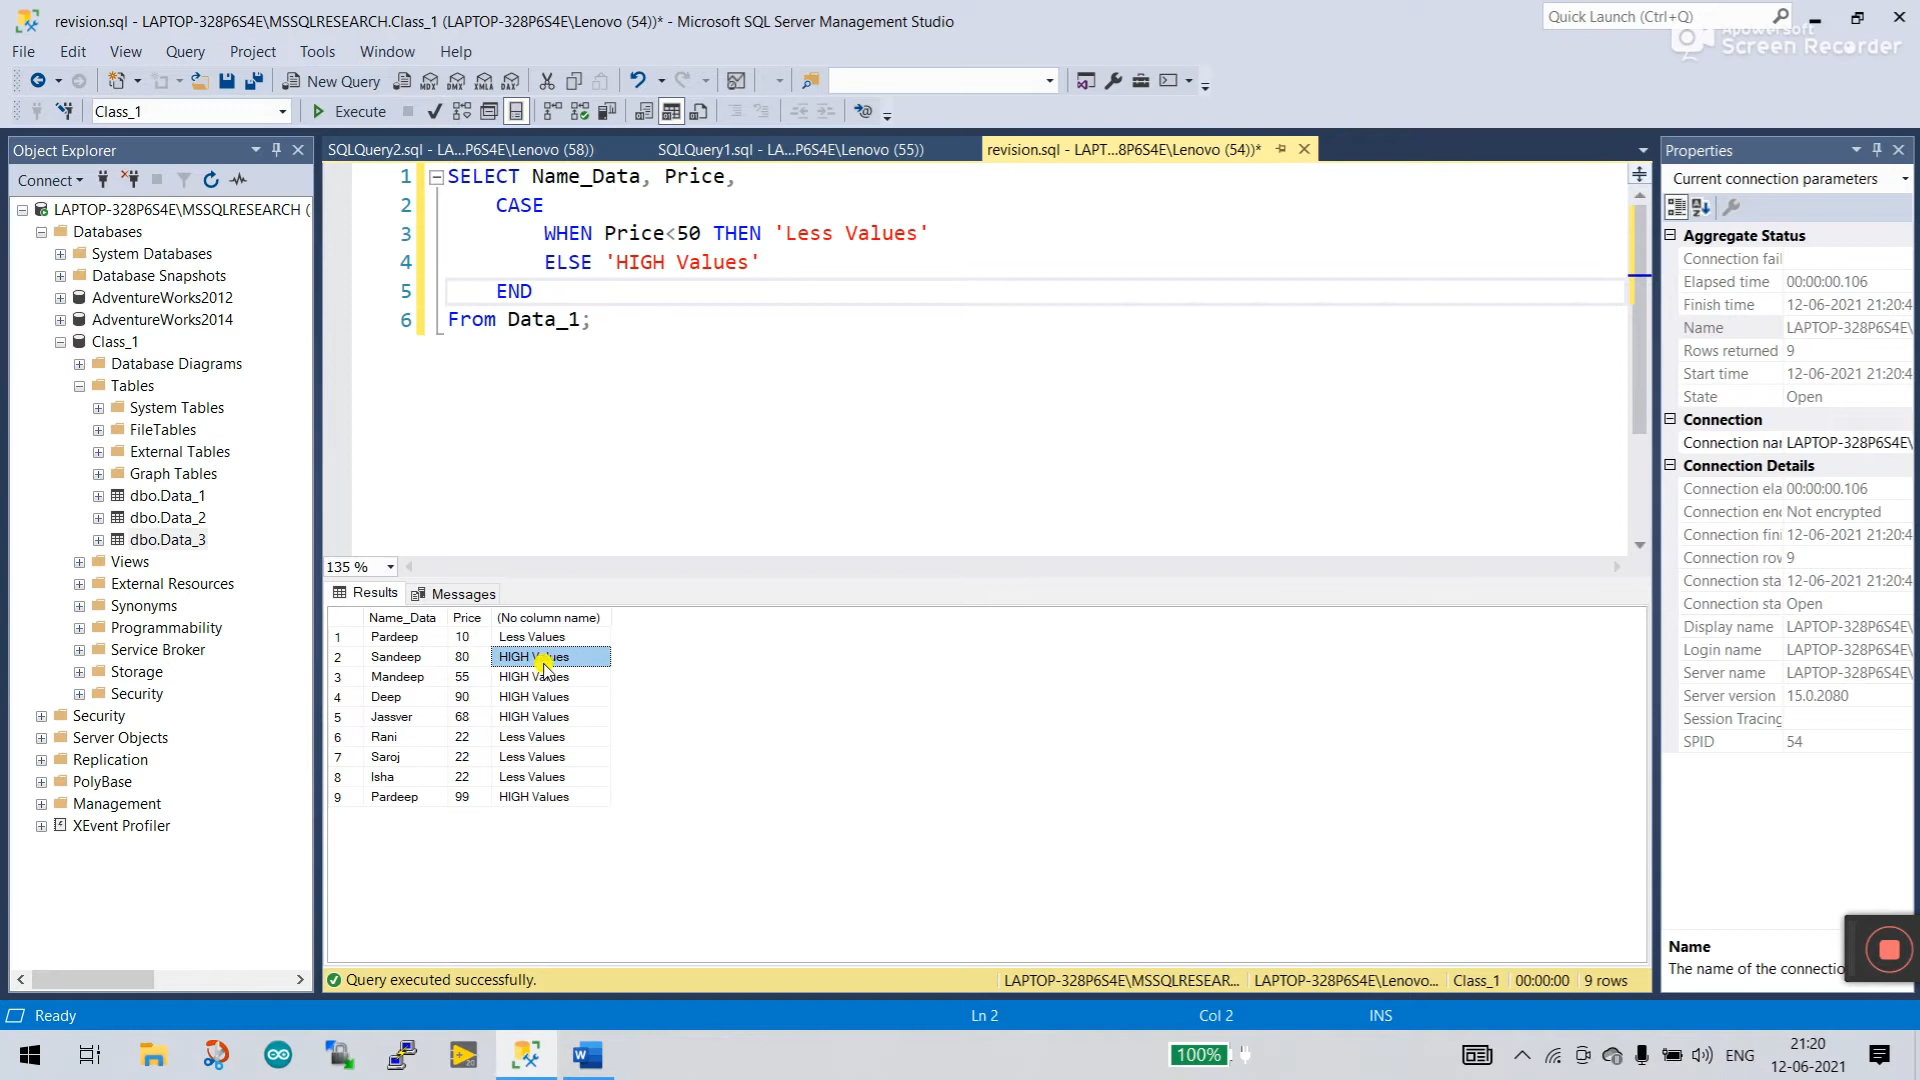 revision.sql - LAPTOP-328P6S4E\MSSQLRESEARCH.Class_1 (LAPTOP-328P6S4E\Lenovo (54))* - Microsoft SQL Server Management Studio
Quick Launch (Ctrl+Q)
Apowersoft
Screen Recorder
File Edit View Query Project Tools Window Help
New Query MDX DMX XMLA DAX
Class_1 Execute
Object Explorer
Connect
LAPTOP-328P6S4E\MSSQLRESEARCH (
Databases
System Databases
Database Snapshots
AdventureWorks2012
AdventureWorks2014
Class_1
Database Diagrams
Tables
System Tables
FileTables
External Tables
Graph Tables
dbo.Data_1
dbo.Data_2
dbo.Data_3
Views
External Resources
Synonyms
Programmability
Service Broker
Storage
Security
Security
Server Objects
Replication
PolyBase
Management
XEvent Profiler
SQLQuery2.sql - LA...P6S4E\Lenovo (58)) SQLQuery1.sql - LA...P6S4E\Lenovo (55)) revision.sql - LAPT...8P6S4E\Lenovo (54))*
1 SELECT Name_Data, Price,
2 CASE
3 WHEN Price<50 THEN 'Less Values'
4 ELSE 'HIGH Values'
5 END
6 From Data_1;
135 %
Results Messages
Name_Data Price (No column name)
1 Pardeep 10 Less Values
2 Sandeep 80 HIGH Values
3 Mandeep 55 HIGH Values
4 Deep 90 HIGH Values
5 Jassver 68 HIGH Values
6 Rani 22 Less Values
7 Saroj 22 Less Values
8 Isha 22 Less Values
9 Pardeep 99 HIGH Values
Query executed successfully. LAPTOP-328P6S4E\MSSQLRESEAR... LAPTOP-328P6S4E\Lenovo... Class_1 00:00:00 9 rows
Properties
Current connection parameters
Aggregate Status
Connection fail
Elapsed time 00:00:00.106
Finish time 12-06-2021 21:20:4
Name LAPTOP-328P6S4E\
Rows returned 9
Start time 12-06-2021 21:20:4
State Open
Connection
Connection nar LAPTOP-328P6S4E\
Connection Details
Connection ela 00:00:00.106
Connection enc Not encrypted
Connection fini 12-06-2021 21:20:4
Connection rov 9
Connection sta 12-06-2021 21:20:4
Connection sta Open
Display name LAPTOP-328P6S4E\
Login name LAPTOP-328P6S4E\
Server name LAPTOP-328P6S4E\
Server version 15.0.2080
Session Tracing
SPID 54
Name
The name of the connectio
Ready Ln 2 Col 2 INS
100% ENG 21:20
12-06-2021